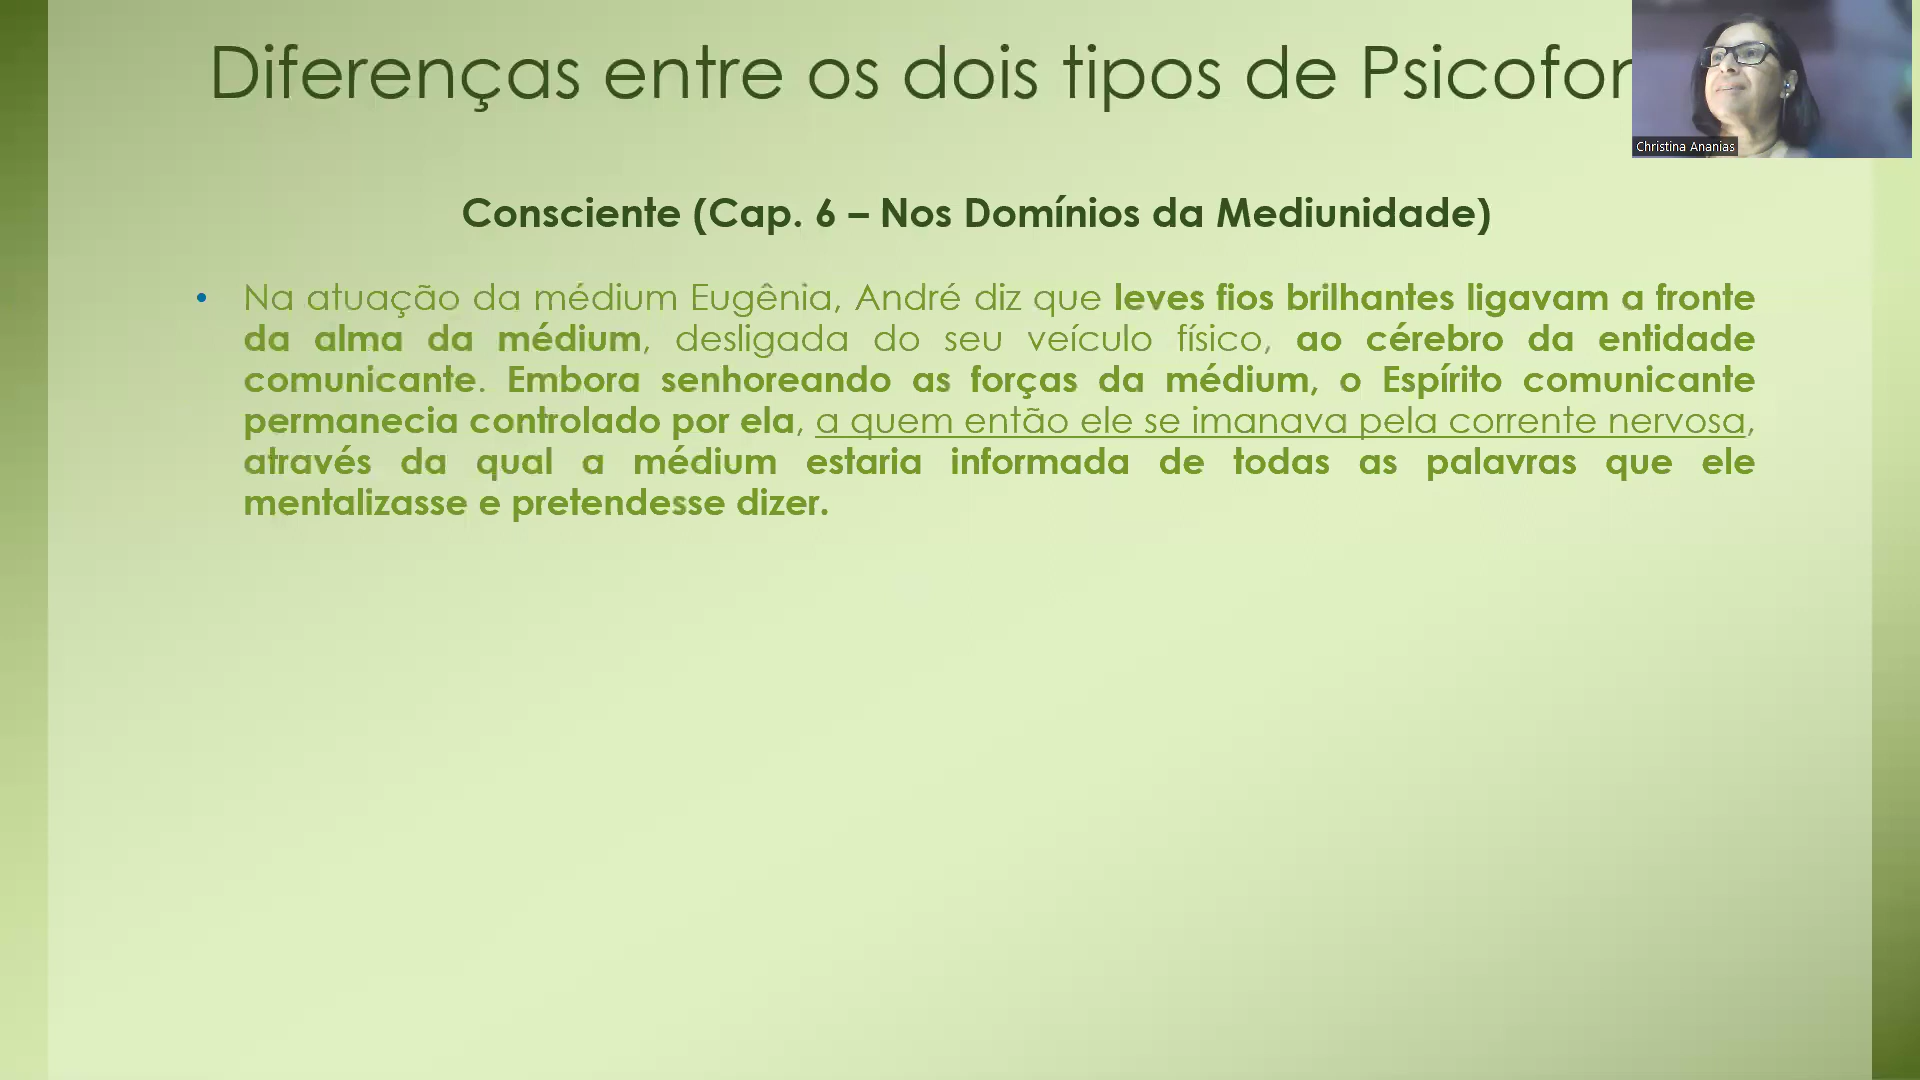 Diferenças entre os dois tipos de Psicofon
Christina Ananias
Consciente (Cap. 6 – Nos Domínios da Mediunidade)
• Na atuação da médium Eugênia, André diz que leves fios brilhantes ligavam a fronte
da alma da médium, desligada do seu veículo físico, ao cérebro da entidade
comunicante. Embora senhoreando as forças da médium, o Espírito comunicante
permanecia controlado por ela, a quem então ele se imanava pela corrente nervosa,
através da qual a médium estaria informada de todas as palavras que ele
mentalizasse e pretendesse dizer.